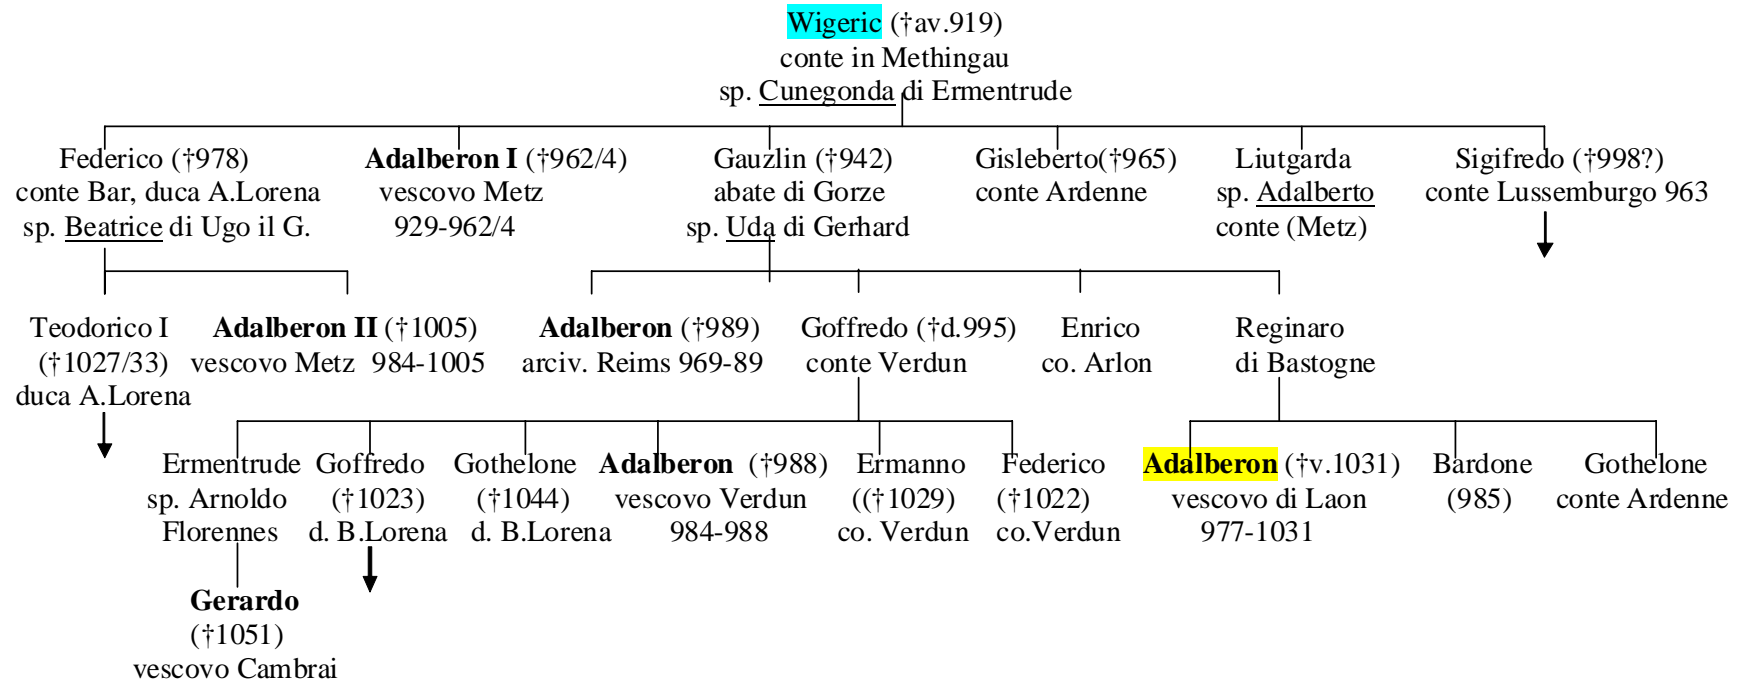 Wigeric (†av.919)
conte in Methingau
sp. Cunegonda di Ermentrude
Federico (†978)
conte Bar, duca A.Lorena
sp. Beatrice di Ugo il G.
Adalberon I (†962/4)
vescovo Metz
929-962/4
Gauzlin (†942)
abate di Gorze
sp. Uda di Gerhard
Gisleberto(†965)
conte Ardenne
Liutgarda
sp. Adalberto
conte (Metz)
Sigifredo (†998?)
conte Lussemburgo 963
Teodorico I
(†1027/33)
duca A.Lorena
Adalberon II (†1005)
vescovo Metz 984-1005
Adalberon (†989)
arciv. Reims 969-89
Goffredo (†d.995)
conte Verdun
Enrico
co. Arlon
Reginaro
di Bastogne
Ermentrude
sp. Arnoldo
Florennes
Goffredo
(†1023)
d. B.Lorena
Gothelone
(†1044)
d. B.Lorena
Adalberon (†988)
vescovo Verdun
984-988
Ermanno
((†1029)
co. Verdun
Federico
(†1022)
co.Verdun
Adalberon (†v.1031)
vescovo di Laon
977-1031
Bardone
(985)
Gothelone
conte Ardenne
Gerardo
(†1051)
vescovo Cambrai